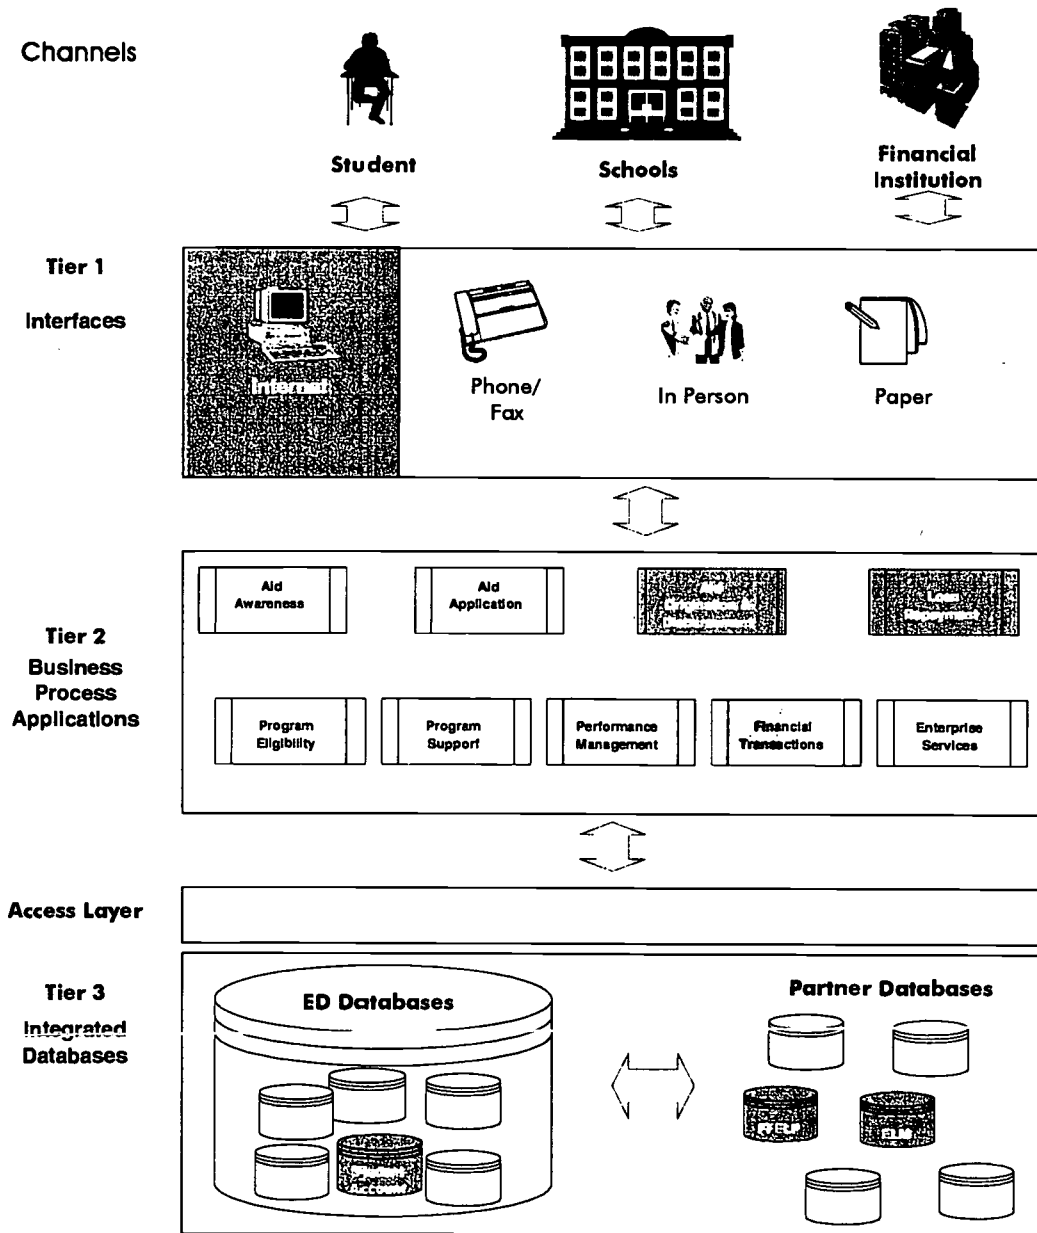 Channels
Student
Schools
Financial
Institution
Tier 1
Interfaces
Internet
Phone/
Fax
In Person
Paper
Tier 2
Business
Process
Applications
Aid
Awareness
Aid
Application
Program
Eligibility
Program
Support
Performance
Management
Financial
Transactions
Enterprise
Services
Access Layer
Tier 3
Integrated
Databases
ED Databases
Partner Databases
FFELP
ELM